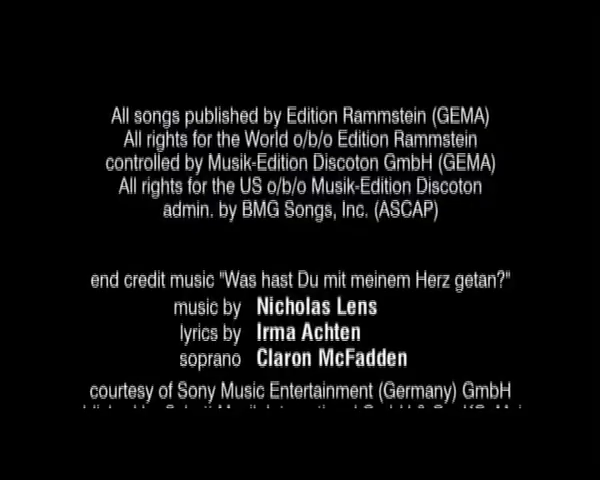 All songs published by Edition Rammstein (GEMA)
All rights for the World o/b/o Edition Rammstein
controlled by Musik-Edition Discoton GmbH (GEMA)
All rights for the US o/b/o Musik-Edition Discoton
admin. by BMG Songs, Inc. (ASCAP)
end credit music "Was hast Du mit meinem Herz getan?"
music by Nicholas Lens
lyrics by Irma Achten
soprano Claron McFadden
courtesy of Sony Music Entertainment (Germany) GmbH